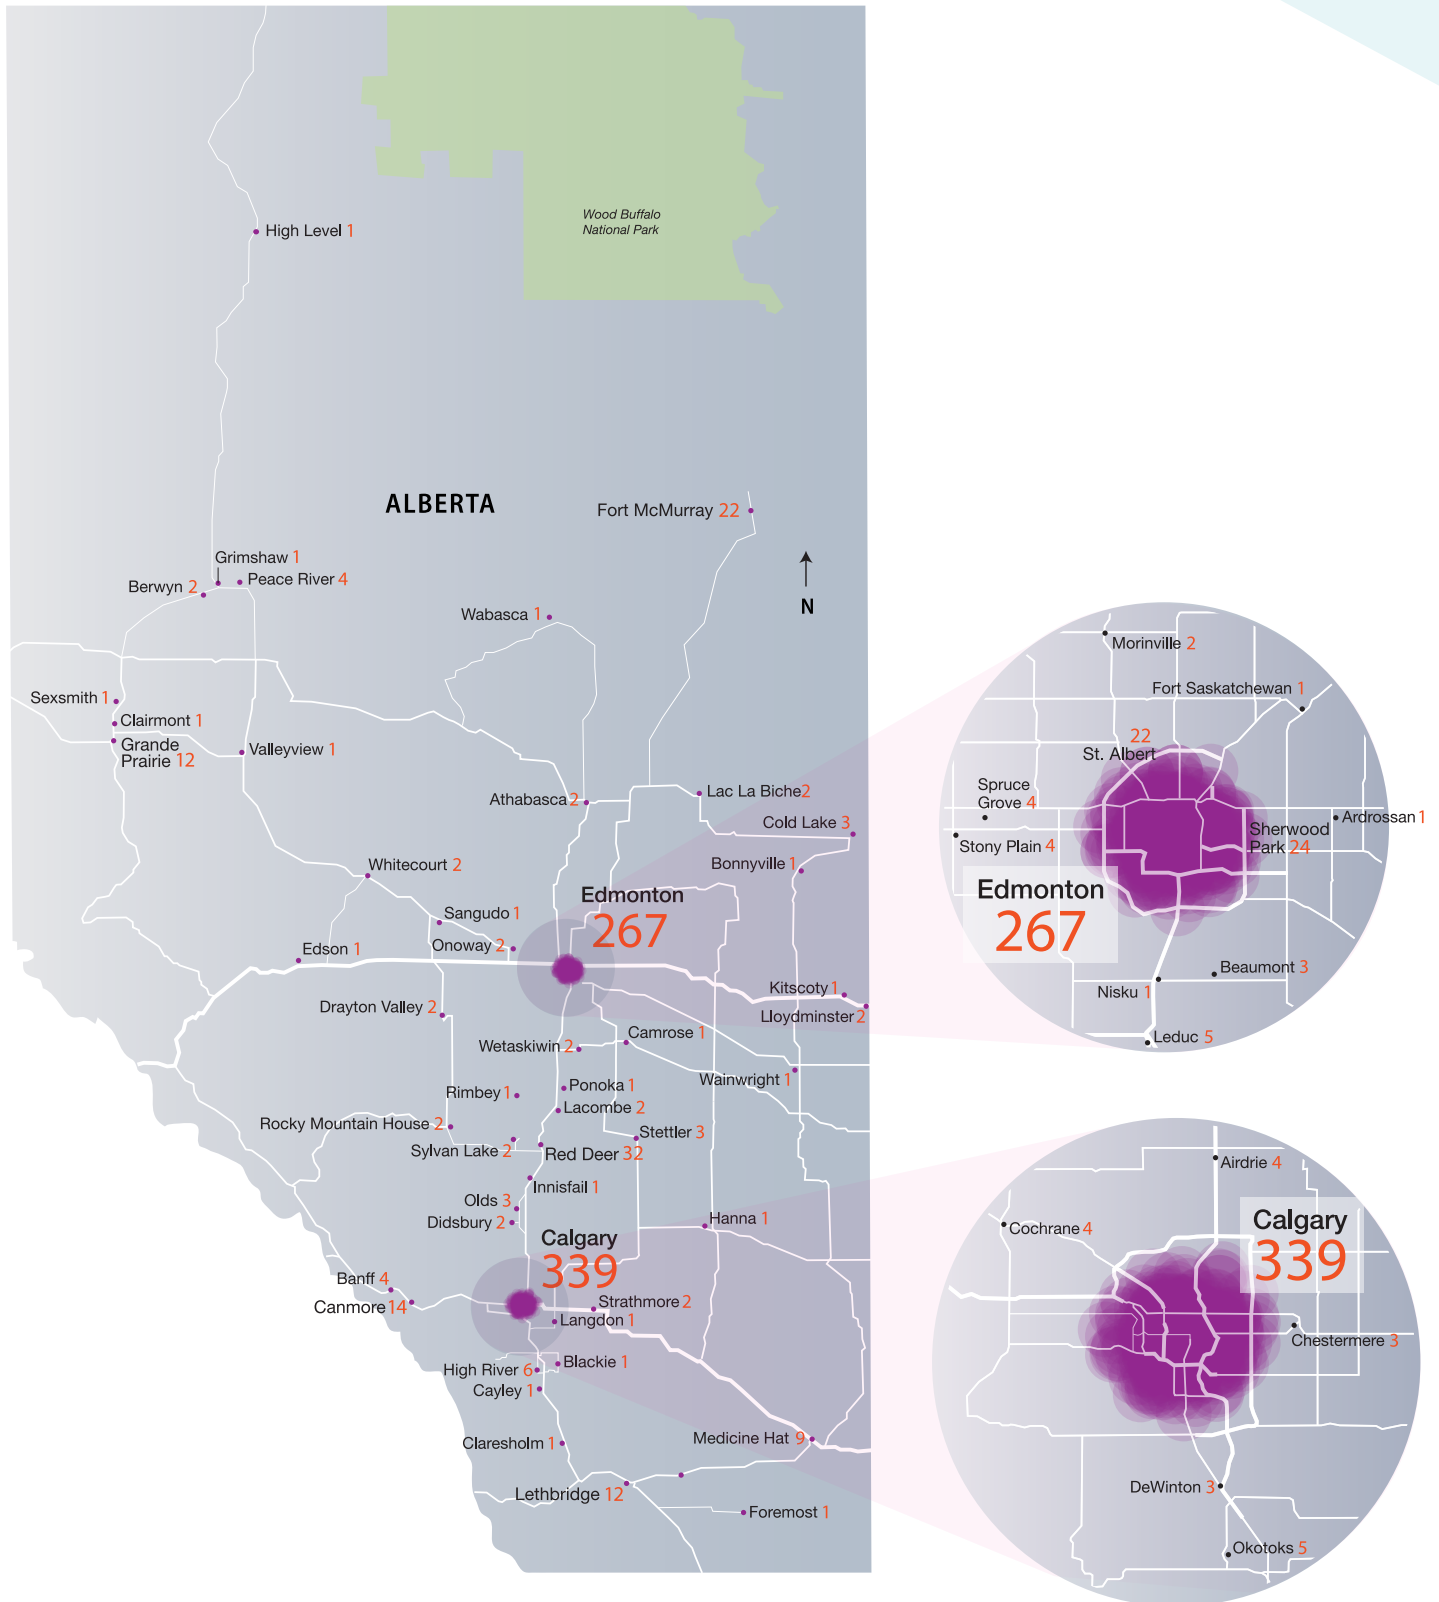 Wood Buffalo
National Park
High Level 1
ALBERTA
Fort McMurray 22
Grimshaw 1
Peace River 4
Berwyn 2
Wabasca 1
N
Sexsmith 1
Clairmont 1
Grande
Prairie 12
Valleyview 1
Athabasca 2
Lac La Biche 2
Cold Lake 3
Bonnyville 1
Whitecourt 2
Edmonton
267
Sangudo 1
Onoway 2
Edson 1
Kitscoty 1
Lloydminster 2
Drayton Valley 2
Camrose 1
Wetaskiwin 2
Wainwright 1
Ponoka 1
Rimbey 1
Lacombe 2
Rocky Mountain House 2
Stettler 3
Sylvan Lake 2
Red Deer 32
Innisfail 1
Olds 3
Didsbury 2
Hanna 1
Calgary
339
Banff 4
Canmore 14
Strathmore 2
Langdon 1
Blackie 1
High River 6
Cayley 1
Claresholm 1
Medicine Hat 9
Lethbridge 12
Foremost 1
Morinville 2
Fort Saskatchewan 1
22
St. Albert
Spruce
Grove 4
Ardrossan 1
Stony Plain 4
Sherwood
Park 24
Edmonton
267
Beaumont 3
Nisku 1
Leduc 5
Airdrie 4
Cochrane 4
Calgary
339
Chestermere 3
DeWinton 3
Okotoks 5